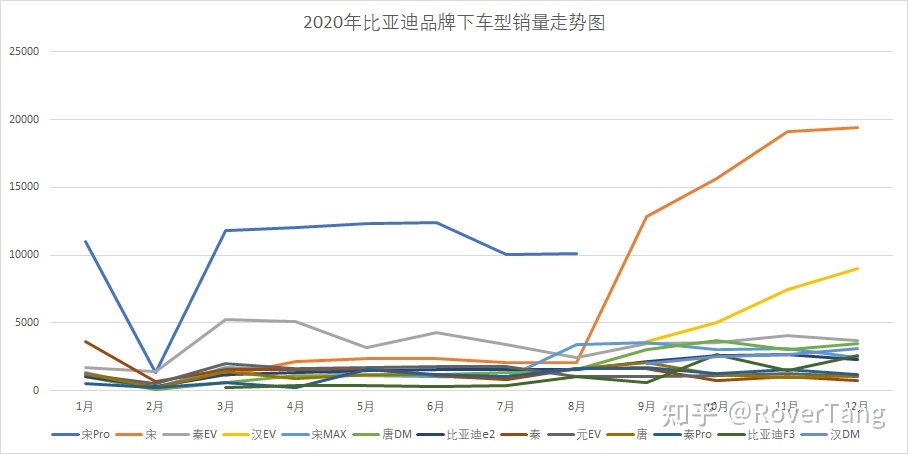 2020年比亚迪品牌下车型销量走势图
25000
20000
15000
10000
5000
0
1月 2月 3月 4月 5月 6月 7月 8月 9月 10月 11月 12月
知乎 @RoverTang
宋Pro 宋 秦EV 汉EV 宋MAX 唐DM 比亚迪e2 秦 元EV 唐 秦Pro 比亚迪F3 汉DM